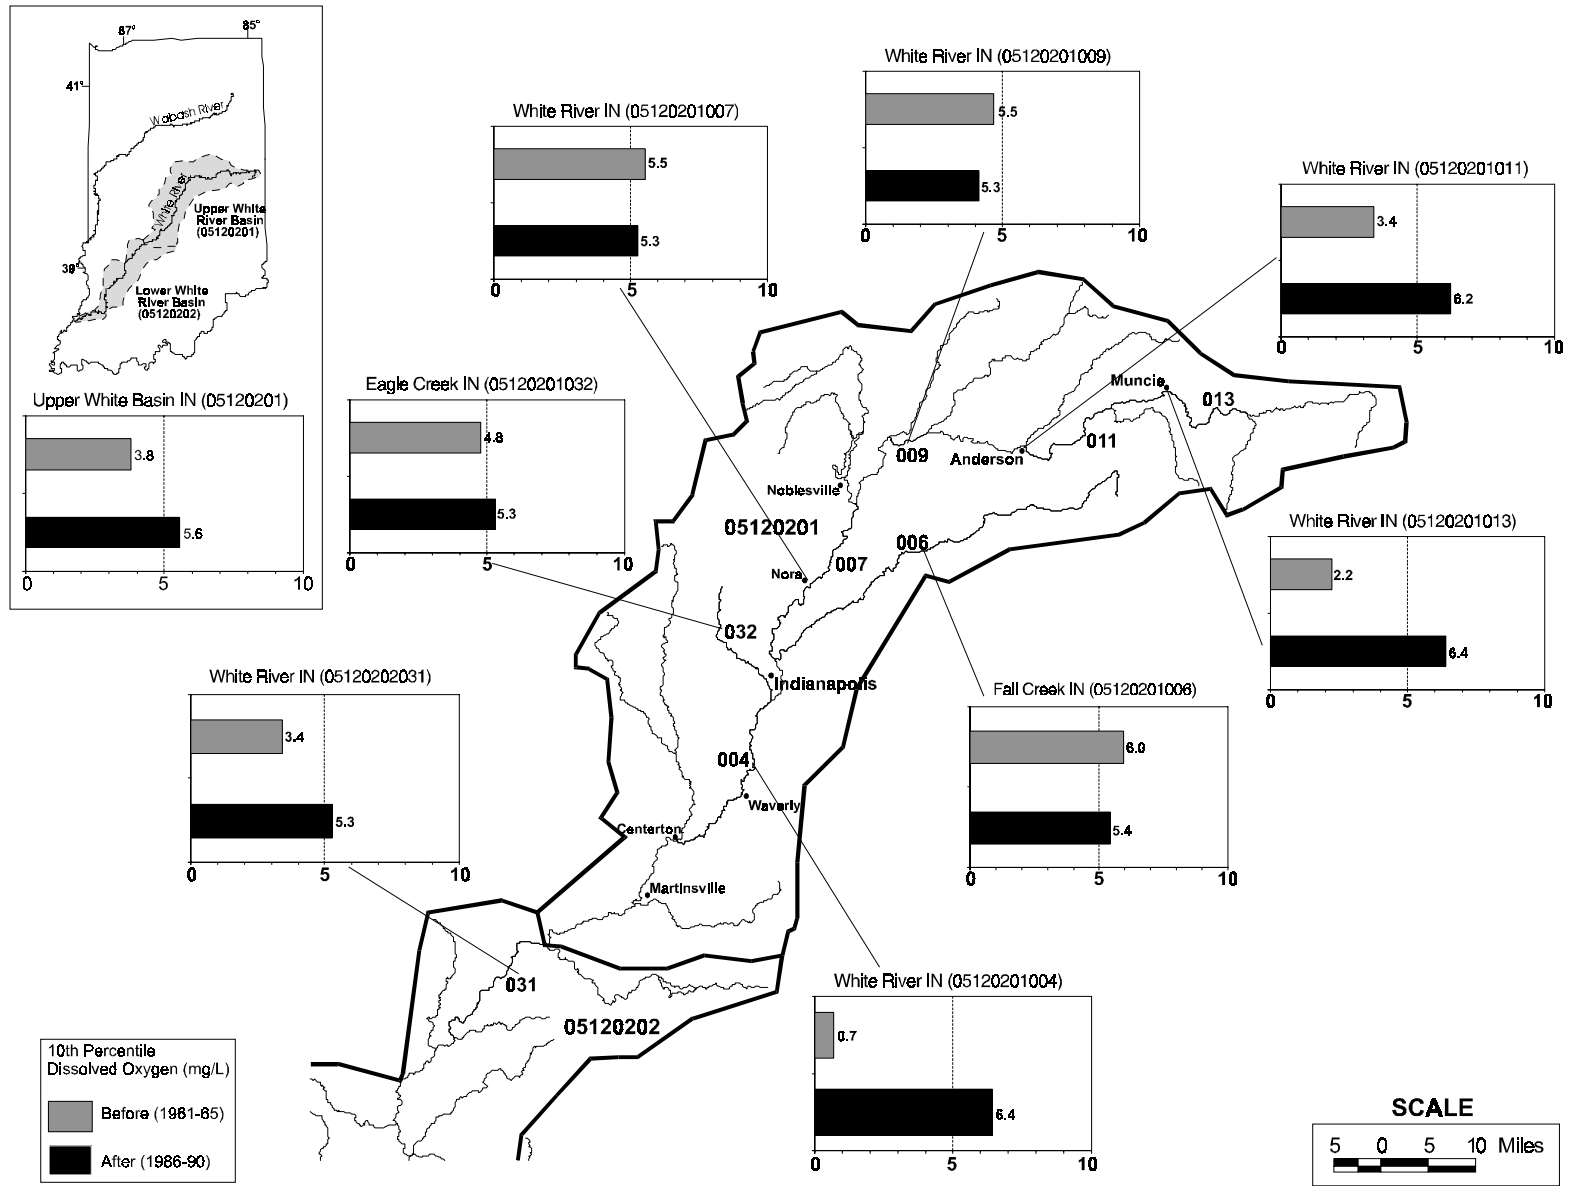 87°
85°
41°
Wabash River
White River
Upper White
River Basin
(05120201)
39°
Lower White
River Basin
(05120202)
Upper White Basin IN (05120201)
3.8
5.6
0 5 10
White River IN (05120201007)
5.5
5.3
0 5 10
White River IN (05120201009)
5.5
5.3
0 5 10
White River IN (05120201011)
3.4
6.2
0 5 10
Eagle Creek IN (05120201032)
4.8
5.3
0 5 10
White River IN (05120201013)
2.2
6.4
0 5 10
White River IN (05120202031)
3.4
5.3
0 5 10
Fall Creek IN (05120201006)
6.0
5.4
0 5 10
White River IN (05120201004)
0.7
6.4
0 5 10
Muncie
013
011
009
Anderson
Noblesville
05120201
006
007
Nora
032
Indianapolis
004
Waverly
Centerton
Martinsville
031
05120202
10th Percentile
Dissolved Oxygen (mg/L)
Before (1961-65)
After (1986-90)
SCALE
5 0 5 10 Miles